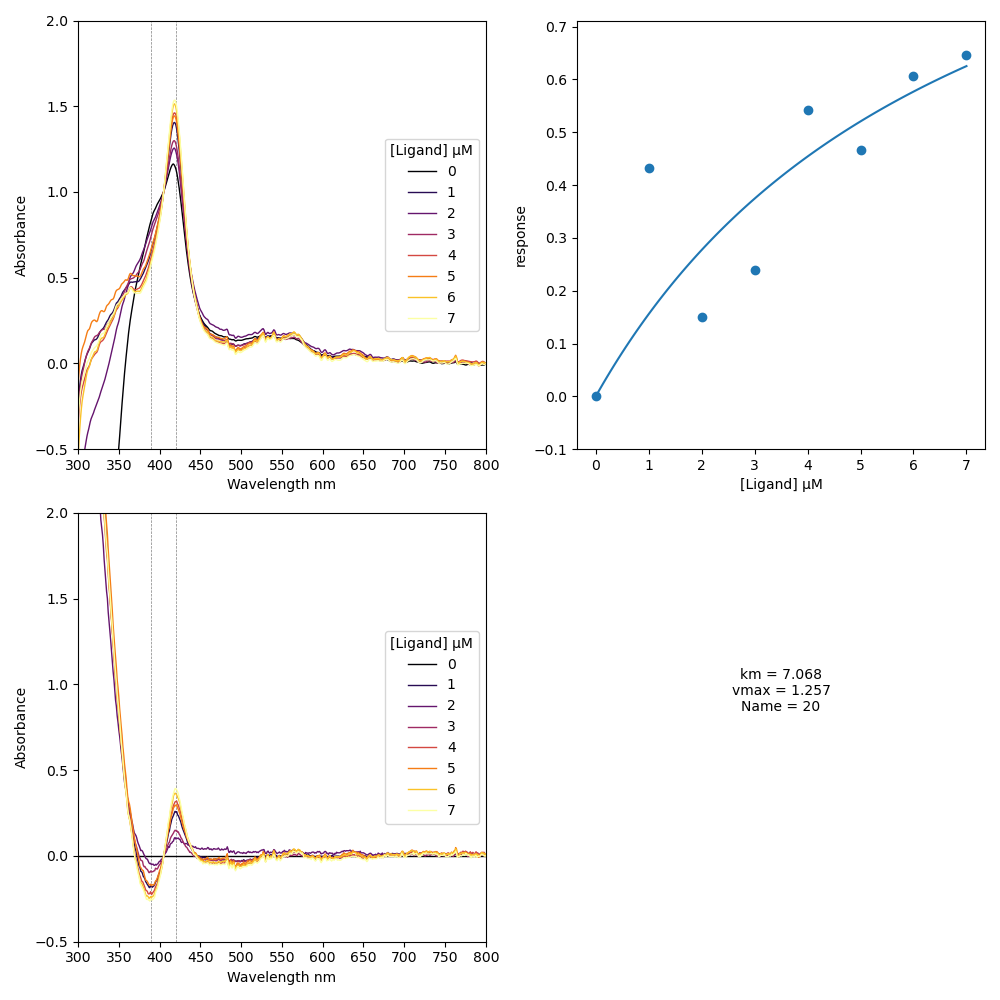 2.0
1.5
1.0
0.5
0.0
−0.5
Absorbance
300 350 400 450 500 550 600 650 700 750 800
Wavelength nm
[Ligand] μM
0
1
2
3
4
5
6
7
0.7
0.6
0.5
0.4
0.3
0.2
0.1
0.0
−0.1
response
0 1 2 3 4 5 6 7
[Ligand] μM
2.0
1.5
1.0
0.5
0.0
−0.5
Absorbance
300 350 400 450 500 550 600 650 700 750 800
Wavelength nm
[Ligand] μM
0
1
2
3
4
5
6
7
km = 7.068
vmax = 1.257
Name = 20